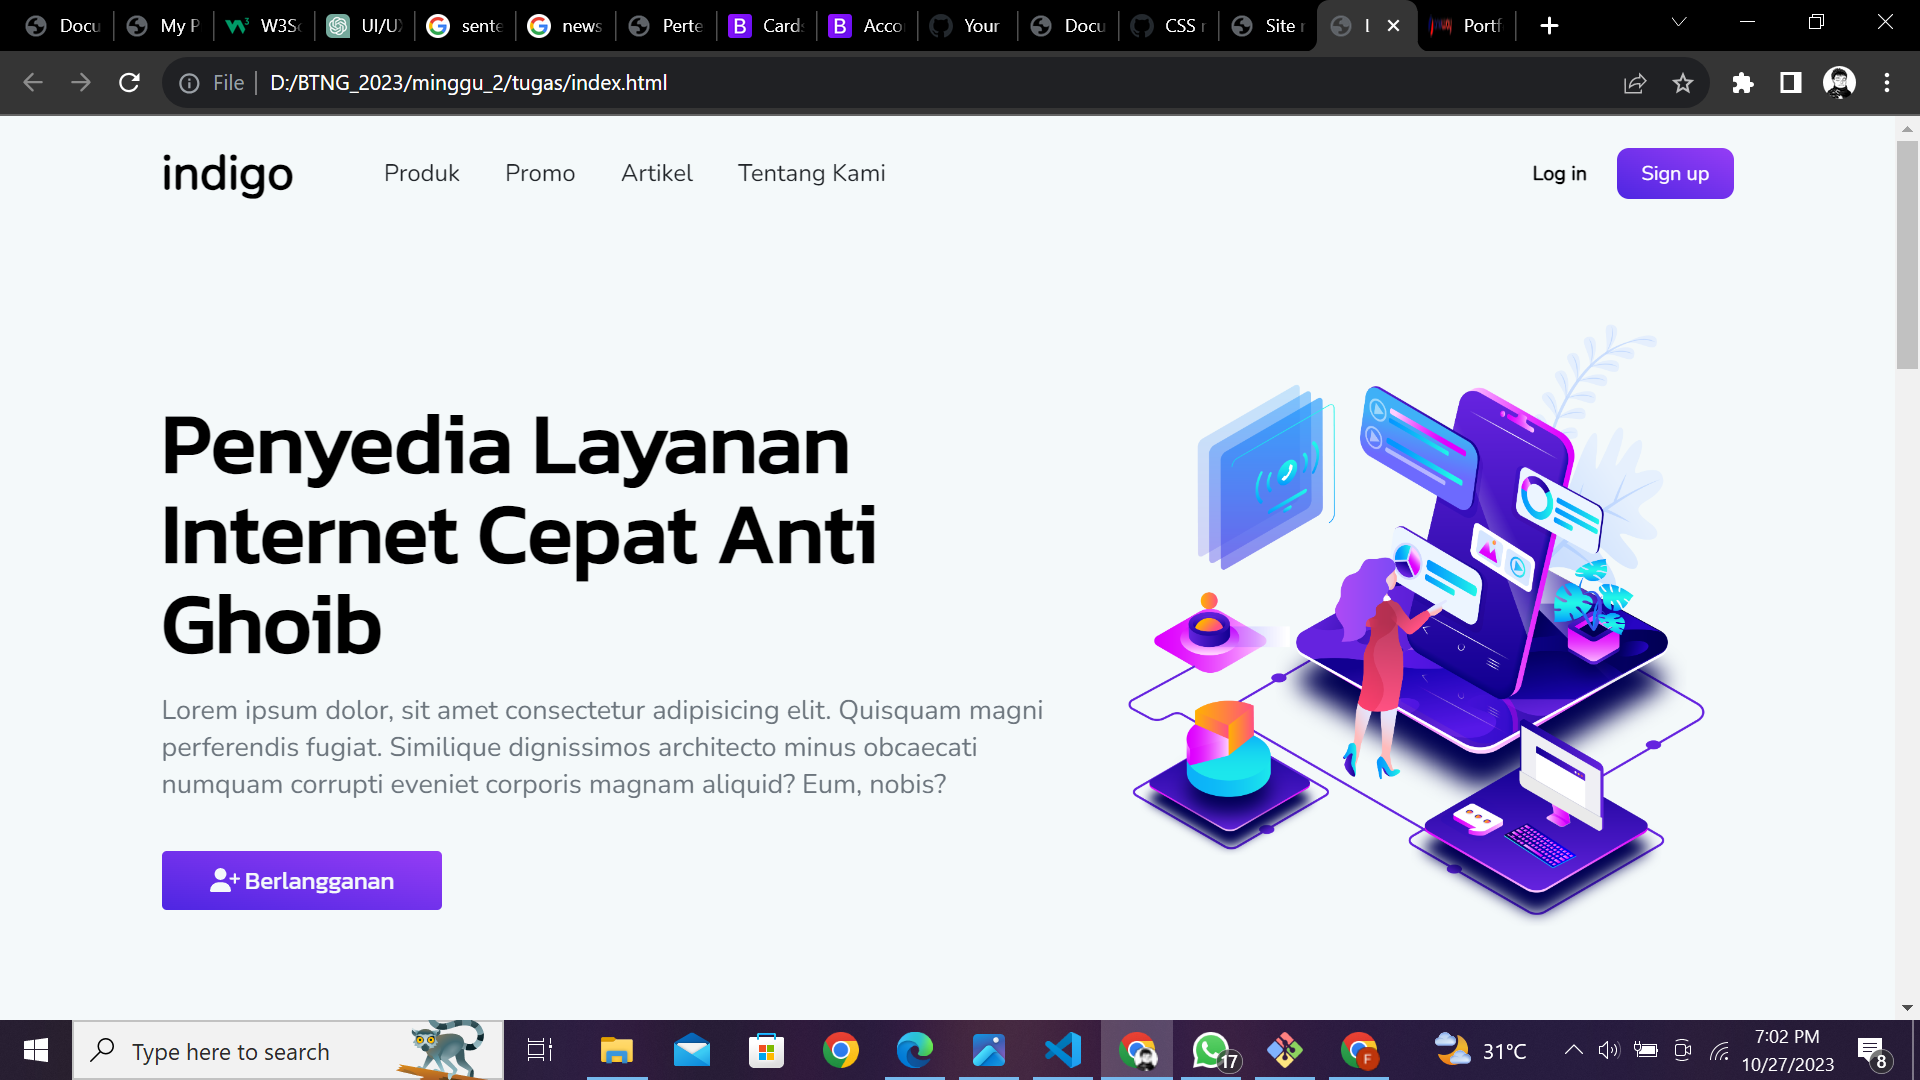 Docu
My P
W3Sc
UI/UX
sente
news
Perte
Cards
Acco
Your
Docu
CSS r
Site r
Portf
File
D:/BTNG_2023/minggu_2/tugas/index.html
indigo
Produk
Promo
Artikel
Tentang Kami
Log in
Sign up
Penyedia Layanan
Internet Cepat Anti
Ghoib
Lorem ipsum dolor, sit amet consectetur adipisicing elit. Quisquam magni
perferendis fugiat. Similique dignissimos architecto minus obcaecati
numquam corrupti eveniet corporis magnam aliquid? Eum, nobis?
Berlangganan
Type here to search
17
F
31°C
7:02 PM
10/27/2023
8